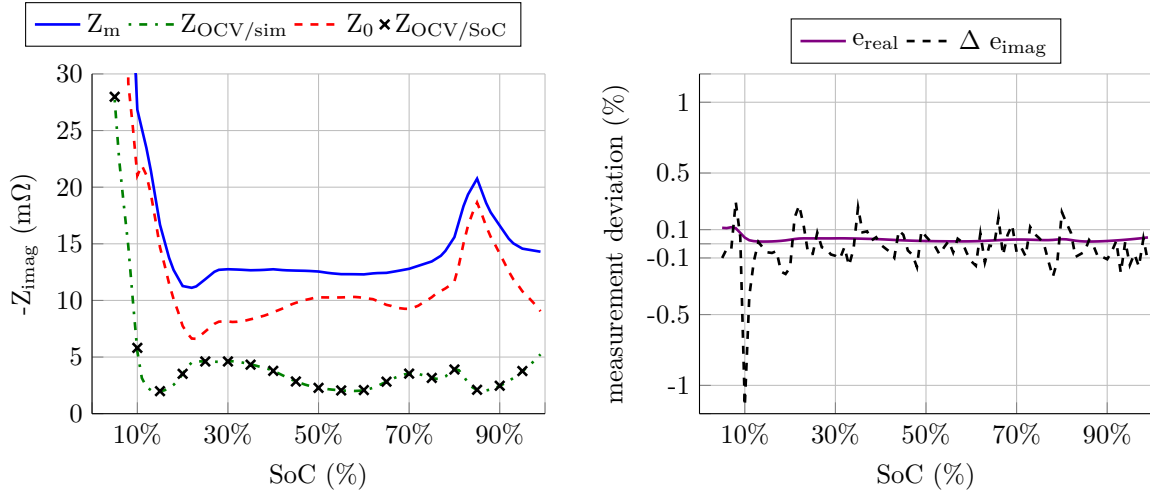 Z_m Z_OCV/sim Z_0 Z_OCV/SoC
30
25
20
15
10
5
0
-Z_imag (mΩ)
10% 30% 50% 70% 90%
SoC (%)
e_real Δ e_imag
1
0.5
0.1
-0.1
-0.5
-1
measurement deviation (%)
10% 30% 50% 70% 90%
SoC (%)